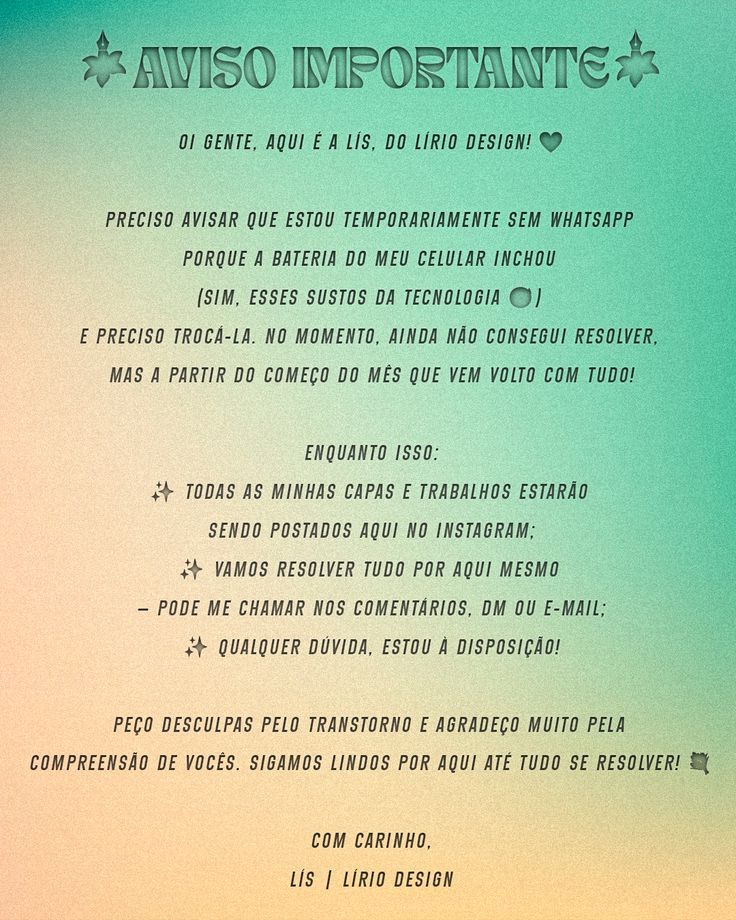 AVISO IMPORTANTE
OI GENTE, AQUI É A LÍS, DO LÍRIO DESIGN! 🖤
PRECISO AVISAR QUE ESTOU TEMPORARIAMENTE SEM WHATSAPP
PORQUE A BATERIA DO MEU CELULAR INCHOU
(SIM, ESSES SUSTOS DA TECNOLOGIA )
E PRECISO TROCÁ-LA. NO MOMENTO, AINDA NÃO CONSEGUI RESOLVER,
MAS A PARTIR DO COMEÇO DO MÊS QUE VEM VOLTO COM TUDO!
ENQUANTO ISSO:
✨ TODAS AS MINHAS CAPAS E TRABALHOS ESTARÃO
SENDO POSTADOS AQUI NO INSTAGRAM;
✨ VAMOS RESOLVER TUDO POR AQUI MESMO
– PODE ME CHAMAR NOS COMENTÁRIOS, DM OU E-MAIL;
✨ QUALQUER DÚVIDA, ESTOU À DISPOSIÇÃO!
PEÇO DESCULPAS PELO TRANSTORNO E AGRADEÇO MUITO PELA
COMPREENSÃO DE VOCÊS. SIGAMOS LINDOS POR AQUI ATÉ TUDO SE RESOLVER!
COM CARINHO,
LÍS | LÍRIO DESIGN